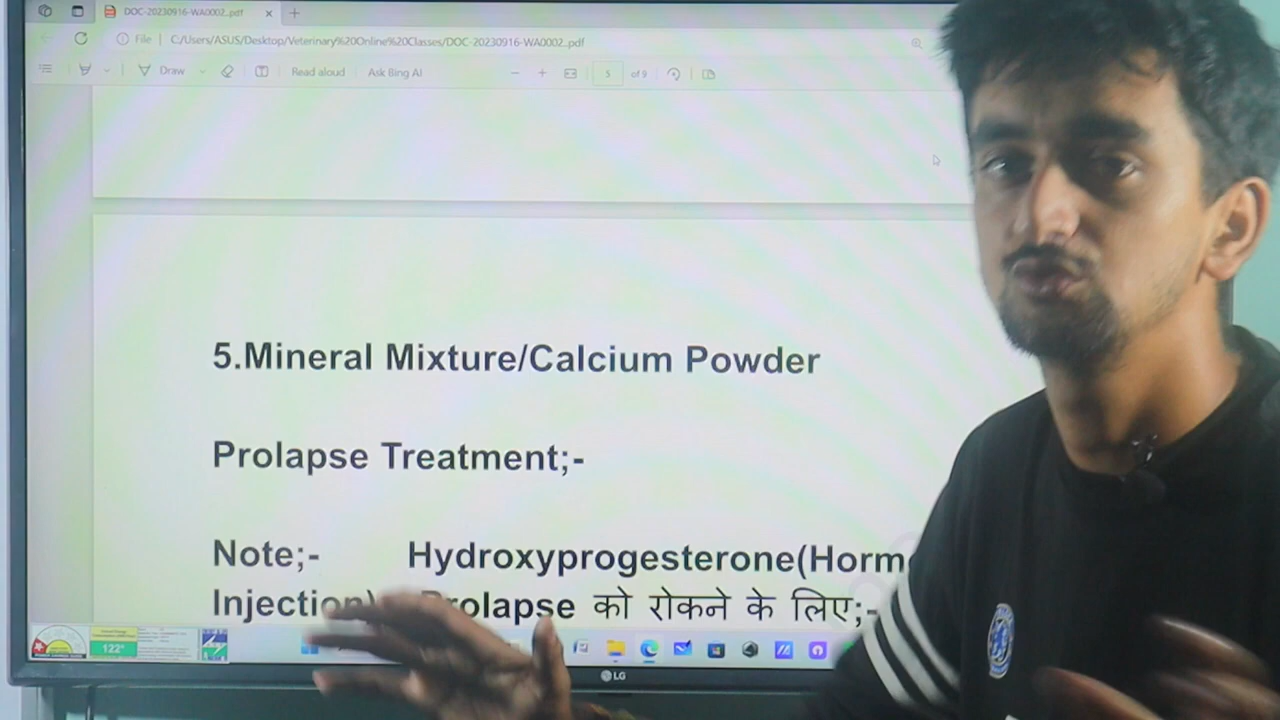 DOC-20230916-WA0002..pdf
File | C:/Users/ASUS/Desktop/Veterinary%20Online%20Classes/DOC-20230916-WA0002..pdf
Draw
Read aloud
Ask Bing AI
5 of 9
5.Mineral Mixture/Calcium Powder
Prolapse Treatment;-
Note;- Hydroxyprogesterone(Horm
Injection) Prolapse को रोकने के लिए;-
122°
LG